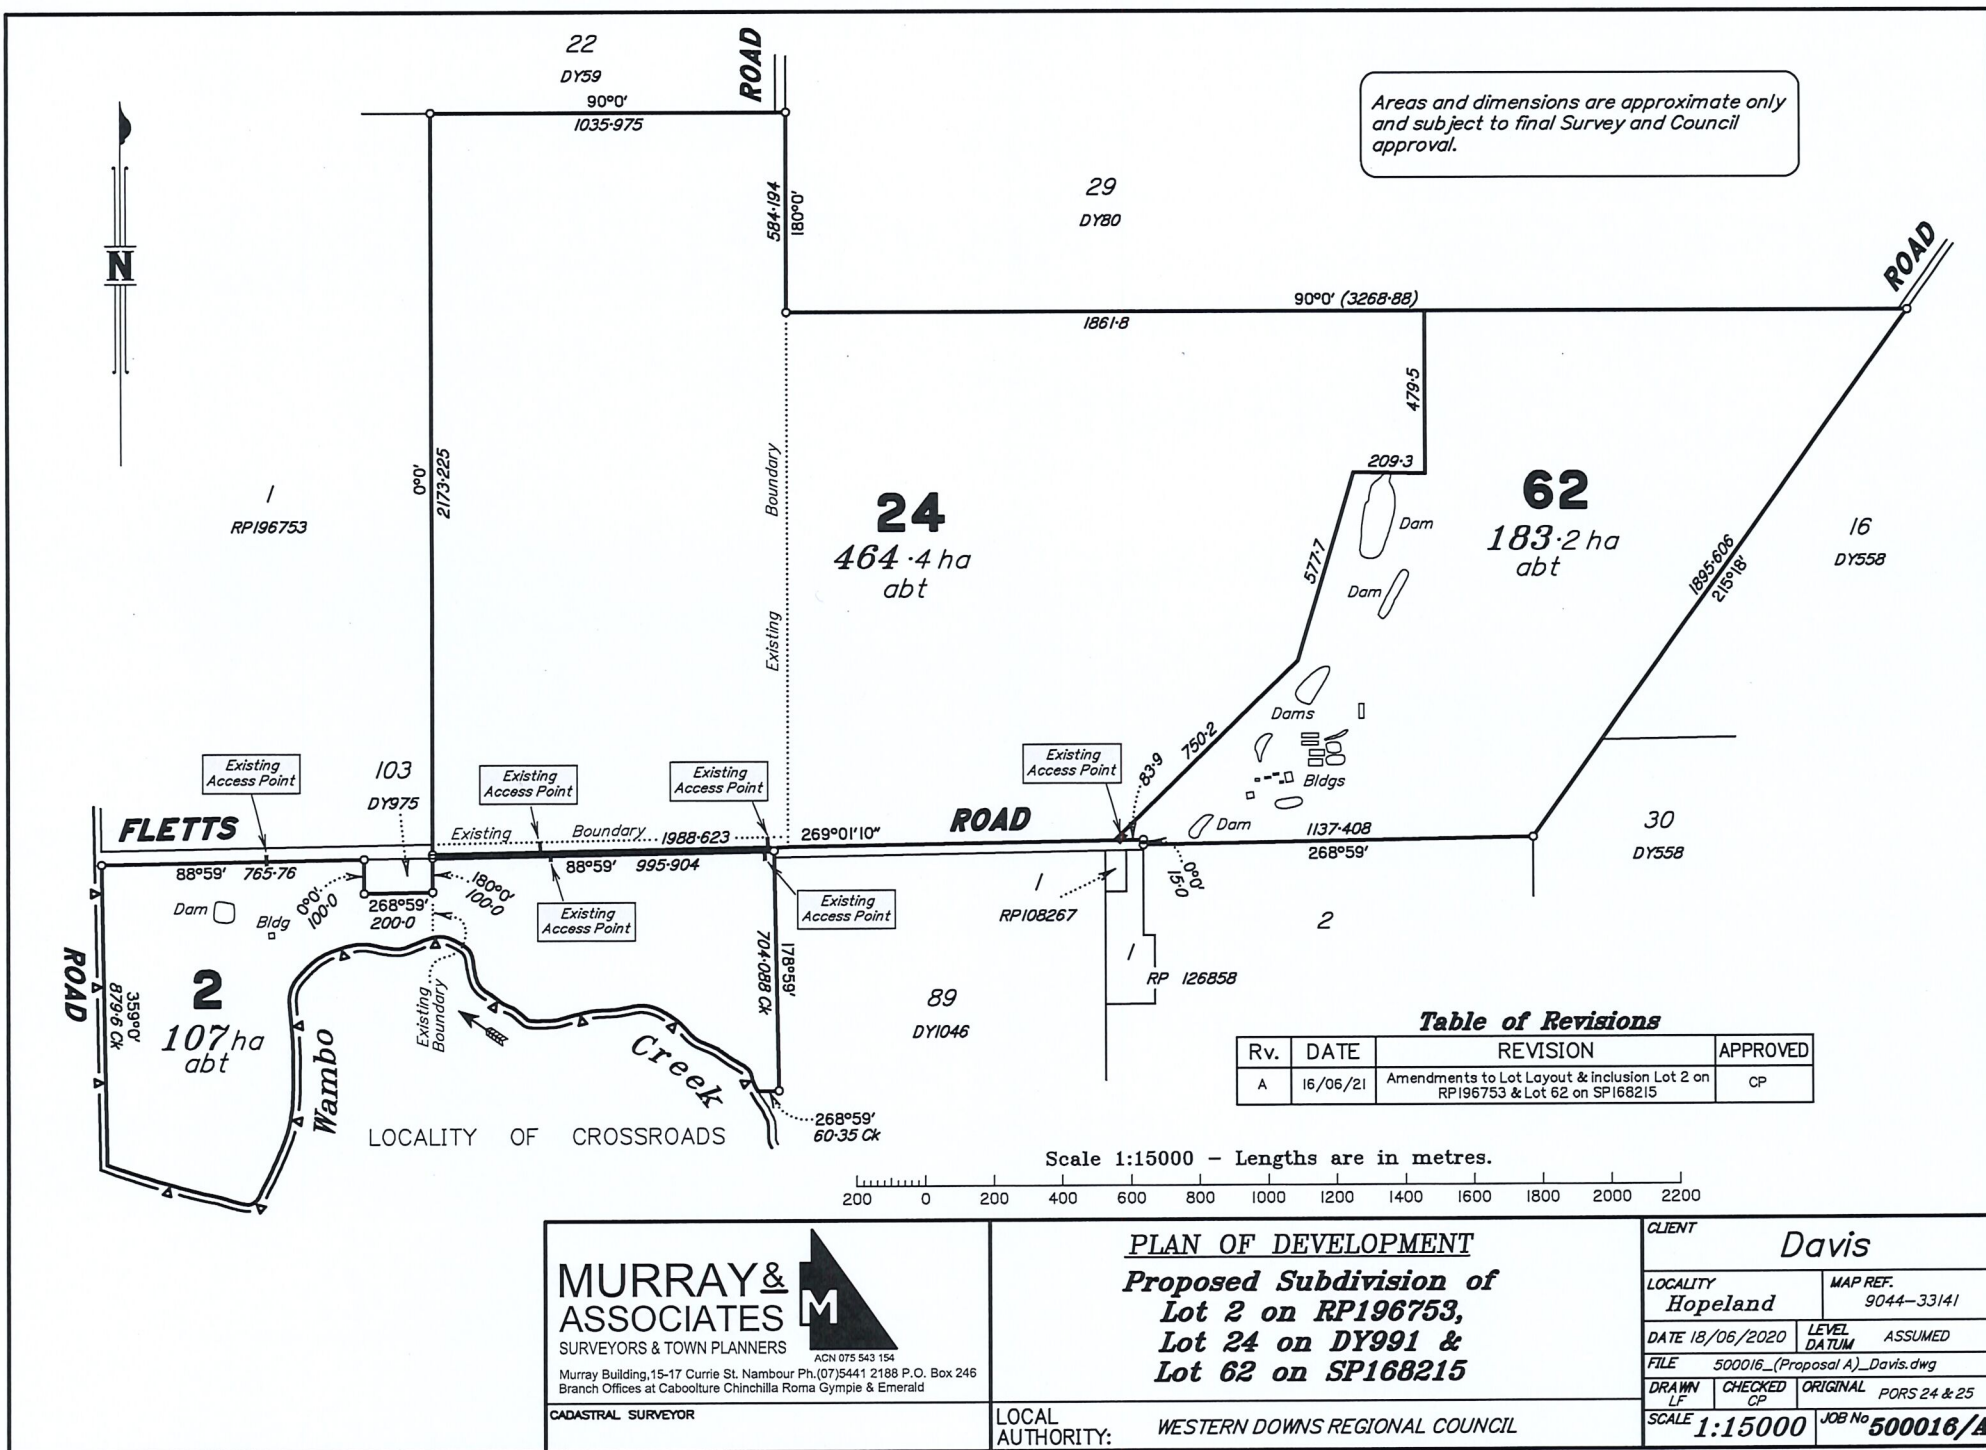 22
DY59
90°0'
1035·975
ROAD
Areas and dimensions are approximate only
and subject to final Survey and Council
approval.
N
584·194
180°0'
29
DY80
ROAD
90°0' (3268·88)
1861·8
479·5
209·3
1
RP196753
0°0'
2173·225
Existing Boundary
24
464·4 ha
abt
62
183·2 ha
abt
Dam
Dam
577·7
1895·606
215°18'
16
DY558
Dams
Bldgs
Dam
750·2
83·9
Existing
Access Point
103
DY975
Existing
Access Point
Existing
Access Point
Existing
Access Point
FLETTS
Existing Boundary
1988·623
269°01'10"
ROAD
1137·408
268°59'
30
DY558
88°59' 765·76
88°59' 995·904
0°0'
100·0
268°59'
200·0
180°0'
100·0
0°0'
15·0
Existing
Access Point
Existing
Access Point
Dam
Bldg
1
RP108267
2
ROAD
359°0'
879·6 Ck
2
107 ha
abt
Existing
Boundary
Wambo
Creek
178°59'
704·088 Ck
89
DY1046
1
RP 126858
268°59'
60·35 Ck
LOCALITY OF CROSSROADS
Table of Revisions
Rv. DATE REVISION APPROVED
A 16/06/21 Amendments to Lot Layout & inclusion Lot 2 on
RP196753 & Lot 62 on SP168215 CP
Scale 1:15000 – Lengths are in metres.
200 0 200 400 600 800 1000 1200 1400 1600 1800 2000 2200
MURRAY &
ASSOCIATES
M
SURVEYORS & TOWN PLANNERS
ACN 075 543 154
Murray Building,15-17 Currie St. Nambour Ph.(07)5441 2188 P.O. Box 246
Branch Offices at Caboolture Chinchilla Roma Gympie & Emerald
CADASTRAL SURVEYOR
PLAN OF DEVELOPMENT
Proposed Subdivision of
Lot 2 on RP196753,
Lot 24 on DY991 &
Lot 62 on SP168215
LOCAL
AUTHORITY: WESTERN DOWNS REGIONAL COUNCIL
CLIENT
Davis
LOCALITY
Hopeland
MAP REF.
9044-33141
DATE 18/06/2020
LEVEL
DATUM ASSUMED
FILE 500016_(Proposal A)_Davis.dwg
DRAWN
LF
CHECKED
CP
ORIGINAL PORS 24 & 25
SCALE 1:15000
JOB No 500016/A